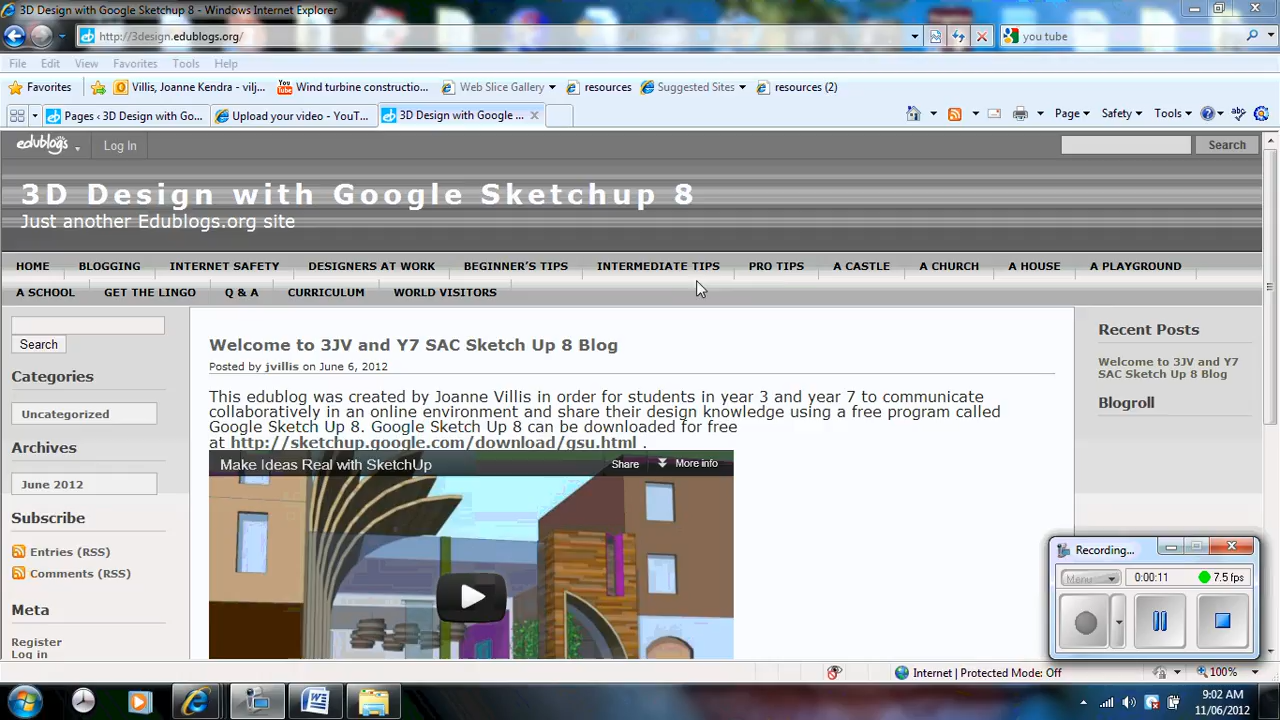 3D Design with Google Sketchup 8 - Windows Internet Explorer
http://3design.edublogs.org/
you tube
File Edit View Favorites Tools Help
Favorites
Villis, Joanne Kendra - vilj...
You Tube
Wind turbine constructio...
Web Slice Gallery
resources
Suggested Sites
resources (2)
Pages ‹ 3D Design with Go...
Upload your video - YouT...
3D Design with Google ...
Page
Safety
Tools
edublogs
Log In
Search
3D Design with Google Sketchup 8
Just another Edublogs.org site
HOME BLOGGING INTERNET SAFETY DESIGNERS AT WORK BEGINNER'S TIPS INTERMEDIATE TIPS PRO TIPS A CASTLE A CHURCH A HOUSE A PLAYGROUND
A SCHOOL GET THE LINGO Q & A CURRICULUM WORLD VISITORS
Search
Categories
Uncategorized
Archives
June 2012
Subscribe
Entries (RSS)
Comments (RSS)
Meta
Register
Log in
Welcome to 3JV and Y7 SAC Sketch Up 8 Blog
Posted by jvillis on June 6, 2012
This edublog was created by Joanne Villis in order for students in year 3 and year 7 to communicate
collaboratively in an online environment and share their design knowledge using a free program called
Google Sketch Up 8. Google Sketch Up 8 can be downloaded for free
at http://sketchup.google.com/download/gsu.html .
Make Ideas Real with SketchUp
Share
More info
Recent Posts
Welcome to 3JV and Y7
SAC Sketch Up 8 Blog
Blogroll
Recording...
Menu
0:00:11
7.5 fps
Internet | Protected Mode: Off
100%
9:02 AM
11/06/2012